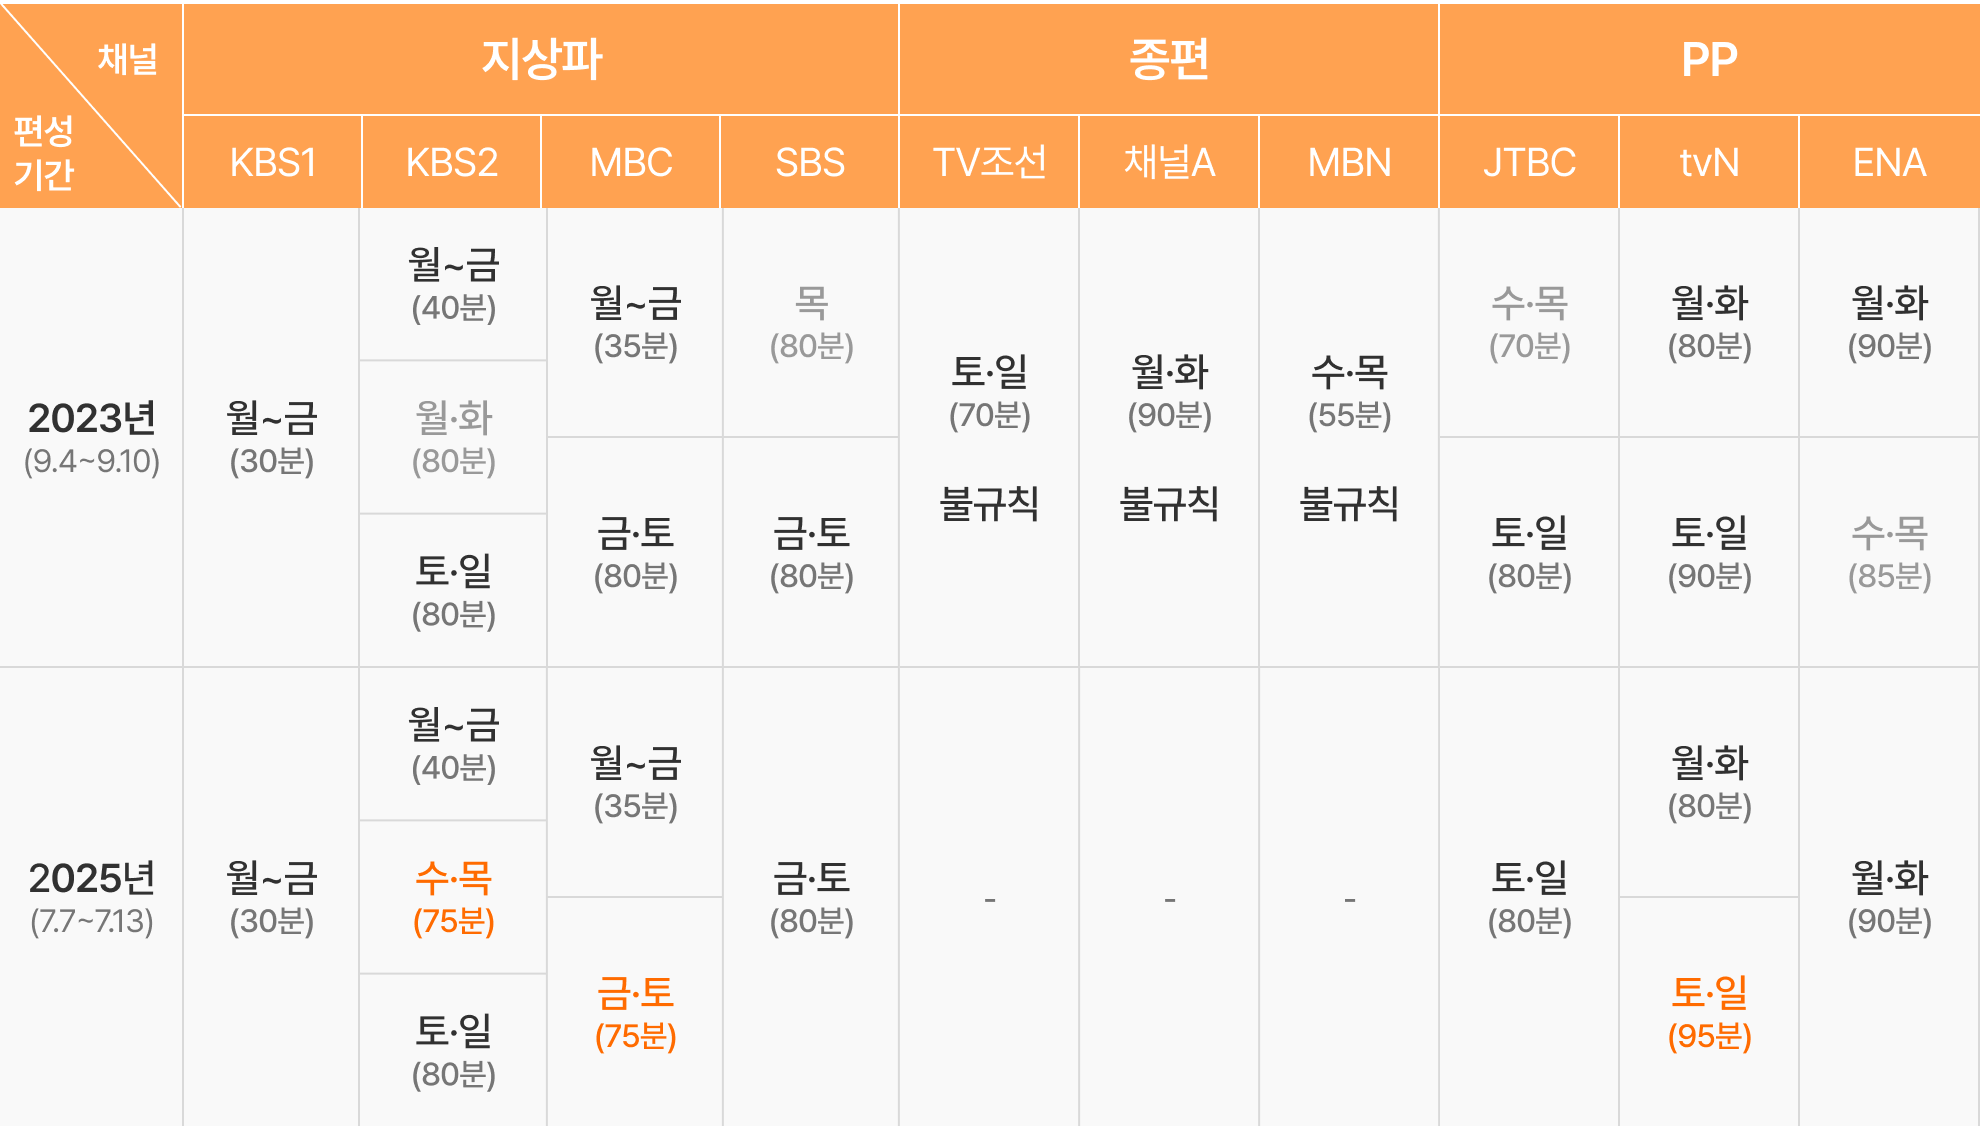 채널
편성
기간
지상파
종편
PP
KBS1
KBS2
MBC
SBS
TV조선
채널A
MBN
JTBC
tvN
ENA
2023년
(9.4~9.10)
월~금
(30분)
월~금
(40분)
월·화
(80분)
토·일
(80분)
월~금
(35분)
금·토
(80분)
목
(80분)
금·토
(80분)
토·일
(70분)
불규칙
월·화
(90분)
불규칙
수·목
(55분)
불규칙
수·목
(70분)
토·일
(80분)
월·화
(80분)
토·일
(90분)
월·화
(90분)
수·목
(85분)
2025년
(7.7~7.13)
월~금
(30분)
월~금
(40분)
수·목
(75분)
토·일
(80분)
월~금
(35분)
금·토
(75분)
금·토
(80분)
-
-
-
토·일
(80분)
월·화
(80분)
토·일
(95분)
월·화
(90분)